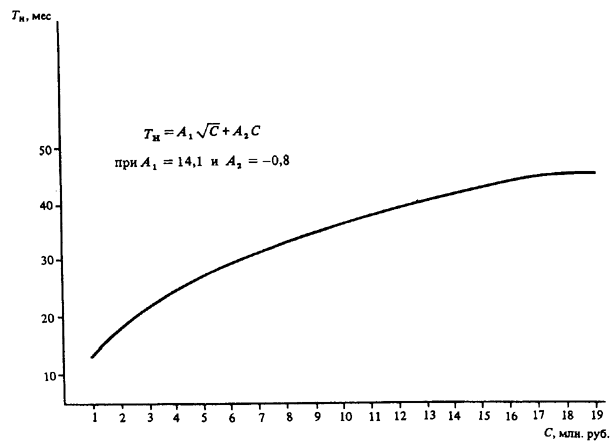 Tн, мес
Tн = A₁ √C + A₂ C
при A₁ = 14,1 и A₂ = −0,8
50
40
30
20
10
1 2 3 4 5 6 7 8 9 10 11 12 13 14 15 16 17 18 19
C, млн. руб.